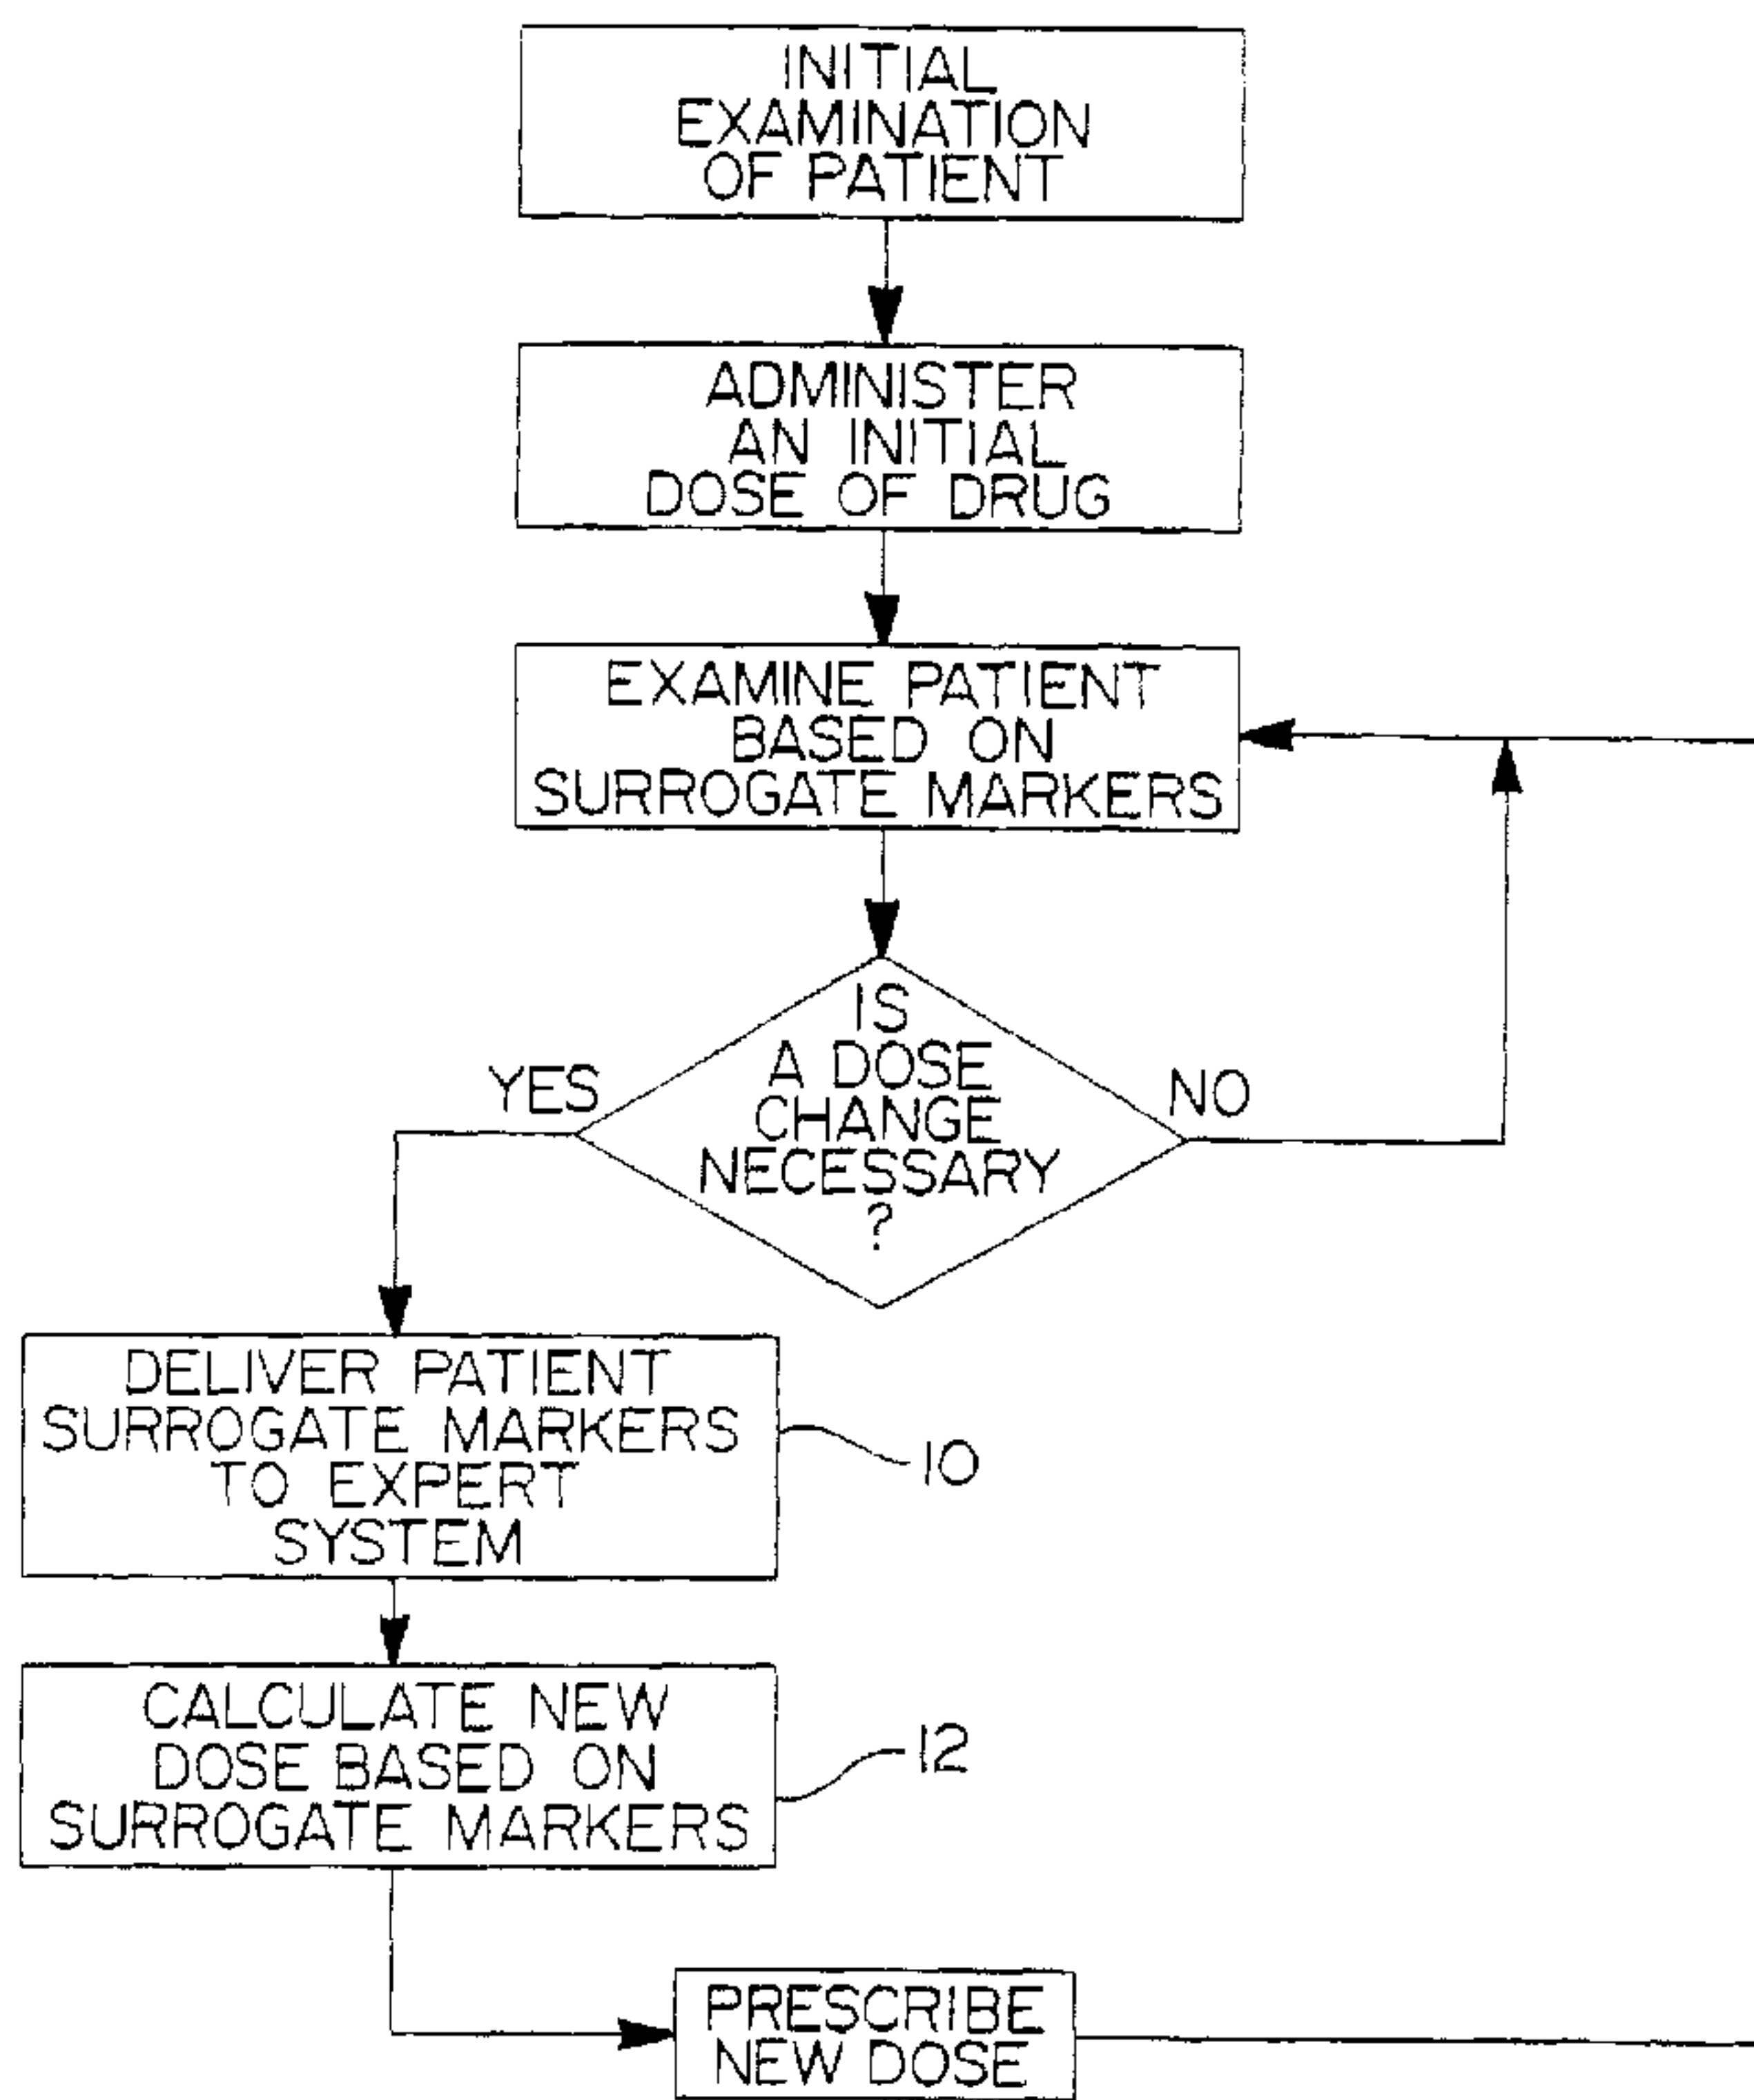 INITIAL
EXAMINATION
OF PATIENT
ADMINISTER
AN INITIAL
DOSE OF DRUG
EXAMINE PATIENT
BASED ON
SURROGATE MARKERS
IS
A DOSE
CHANGE
NECESSARY
?
YES
NO
DELIVER PATIENT
SURROGATE MARKERS
TO EXPERT
SYSTEM
10
CALCULATE NEW
DOSE BASED ON
SURROGATE MARKERS
12
PRESCRIBE
NEW DOSE